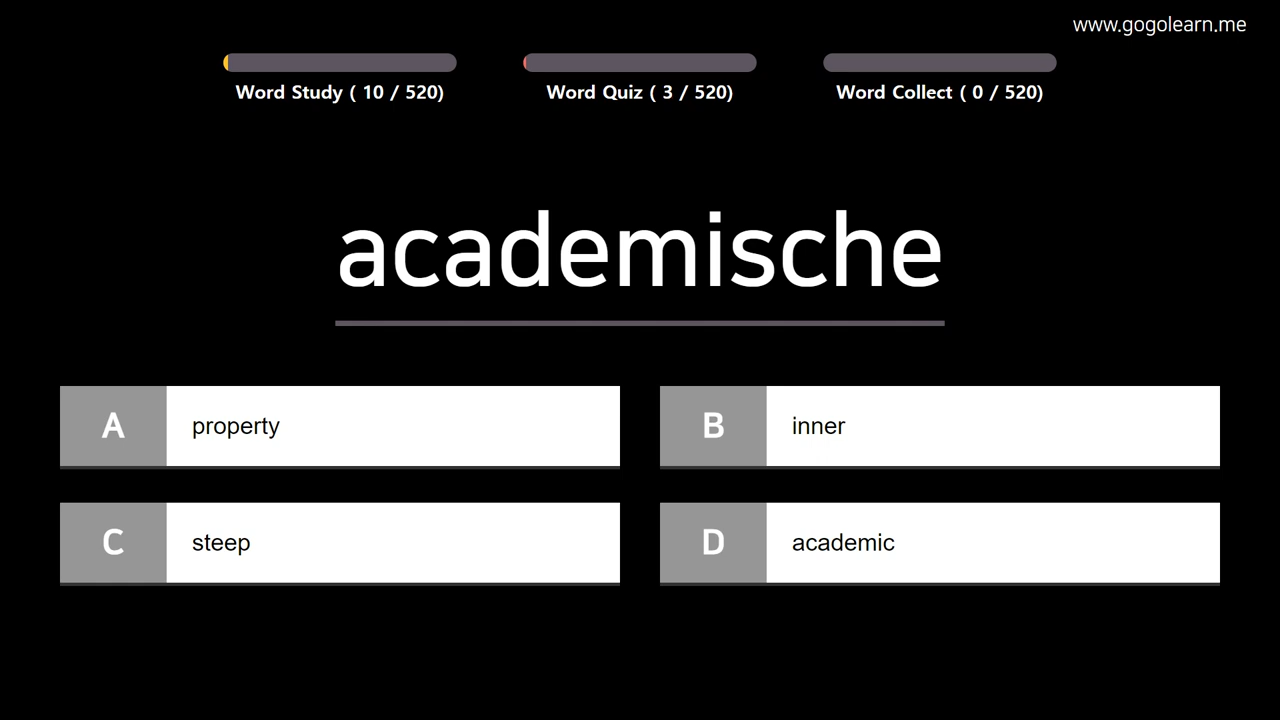 www.gogolearn.me
Word Study ( 10 / 520)
Word Quiz ( 3 / 520)
Word Collect ( 0 / 520)
academische
A property
B inner
C steep
D academic